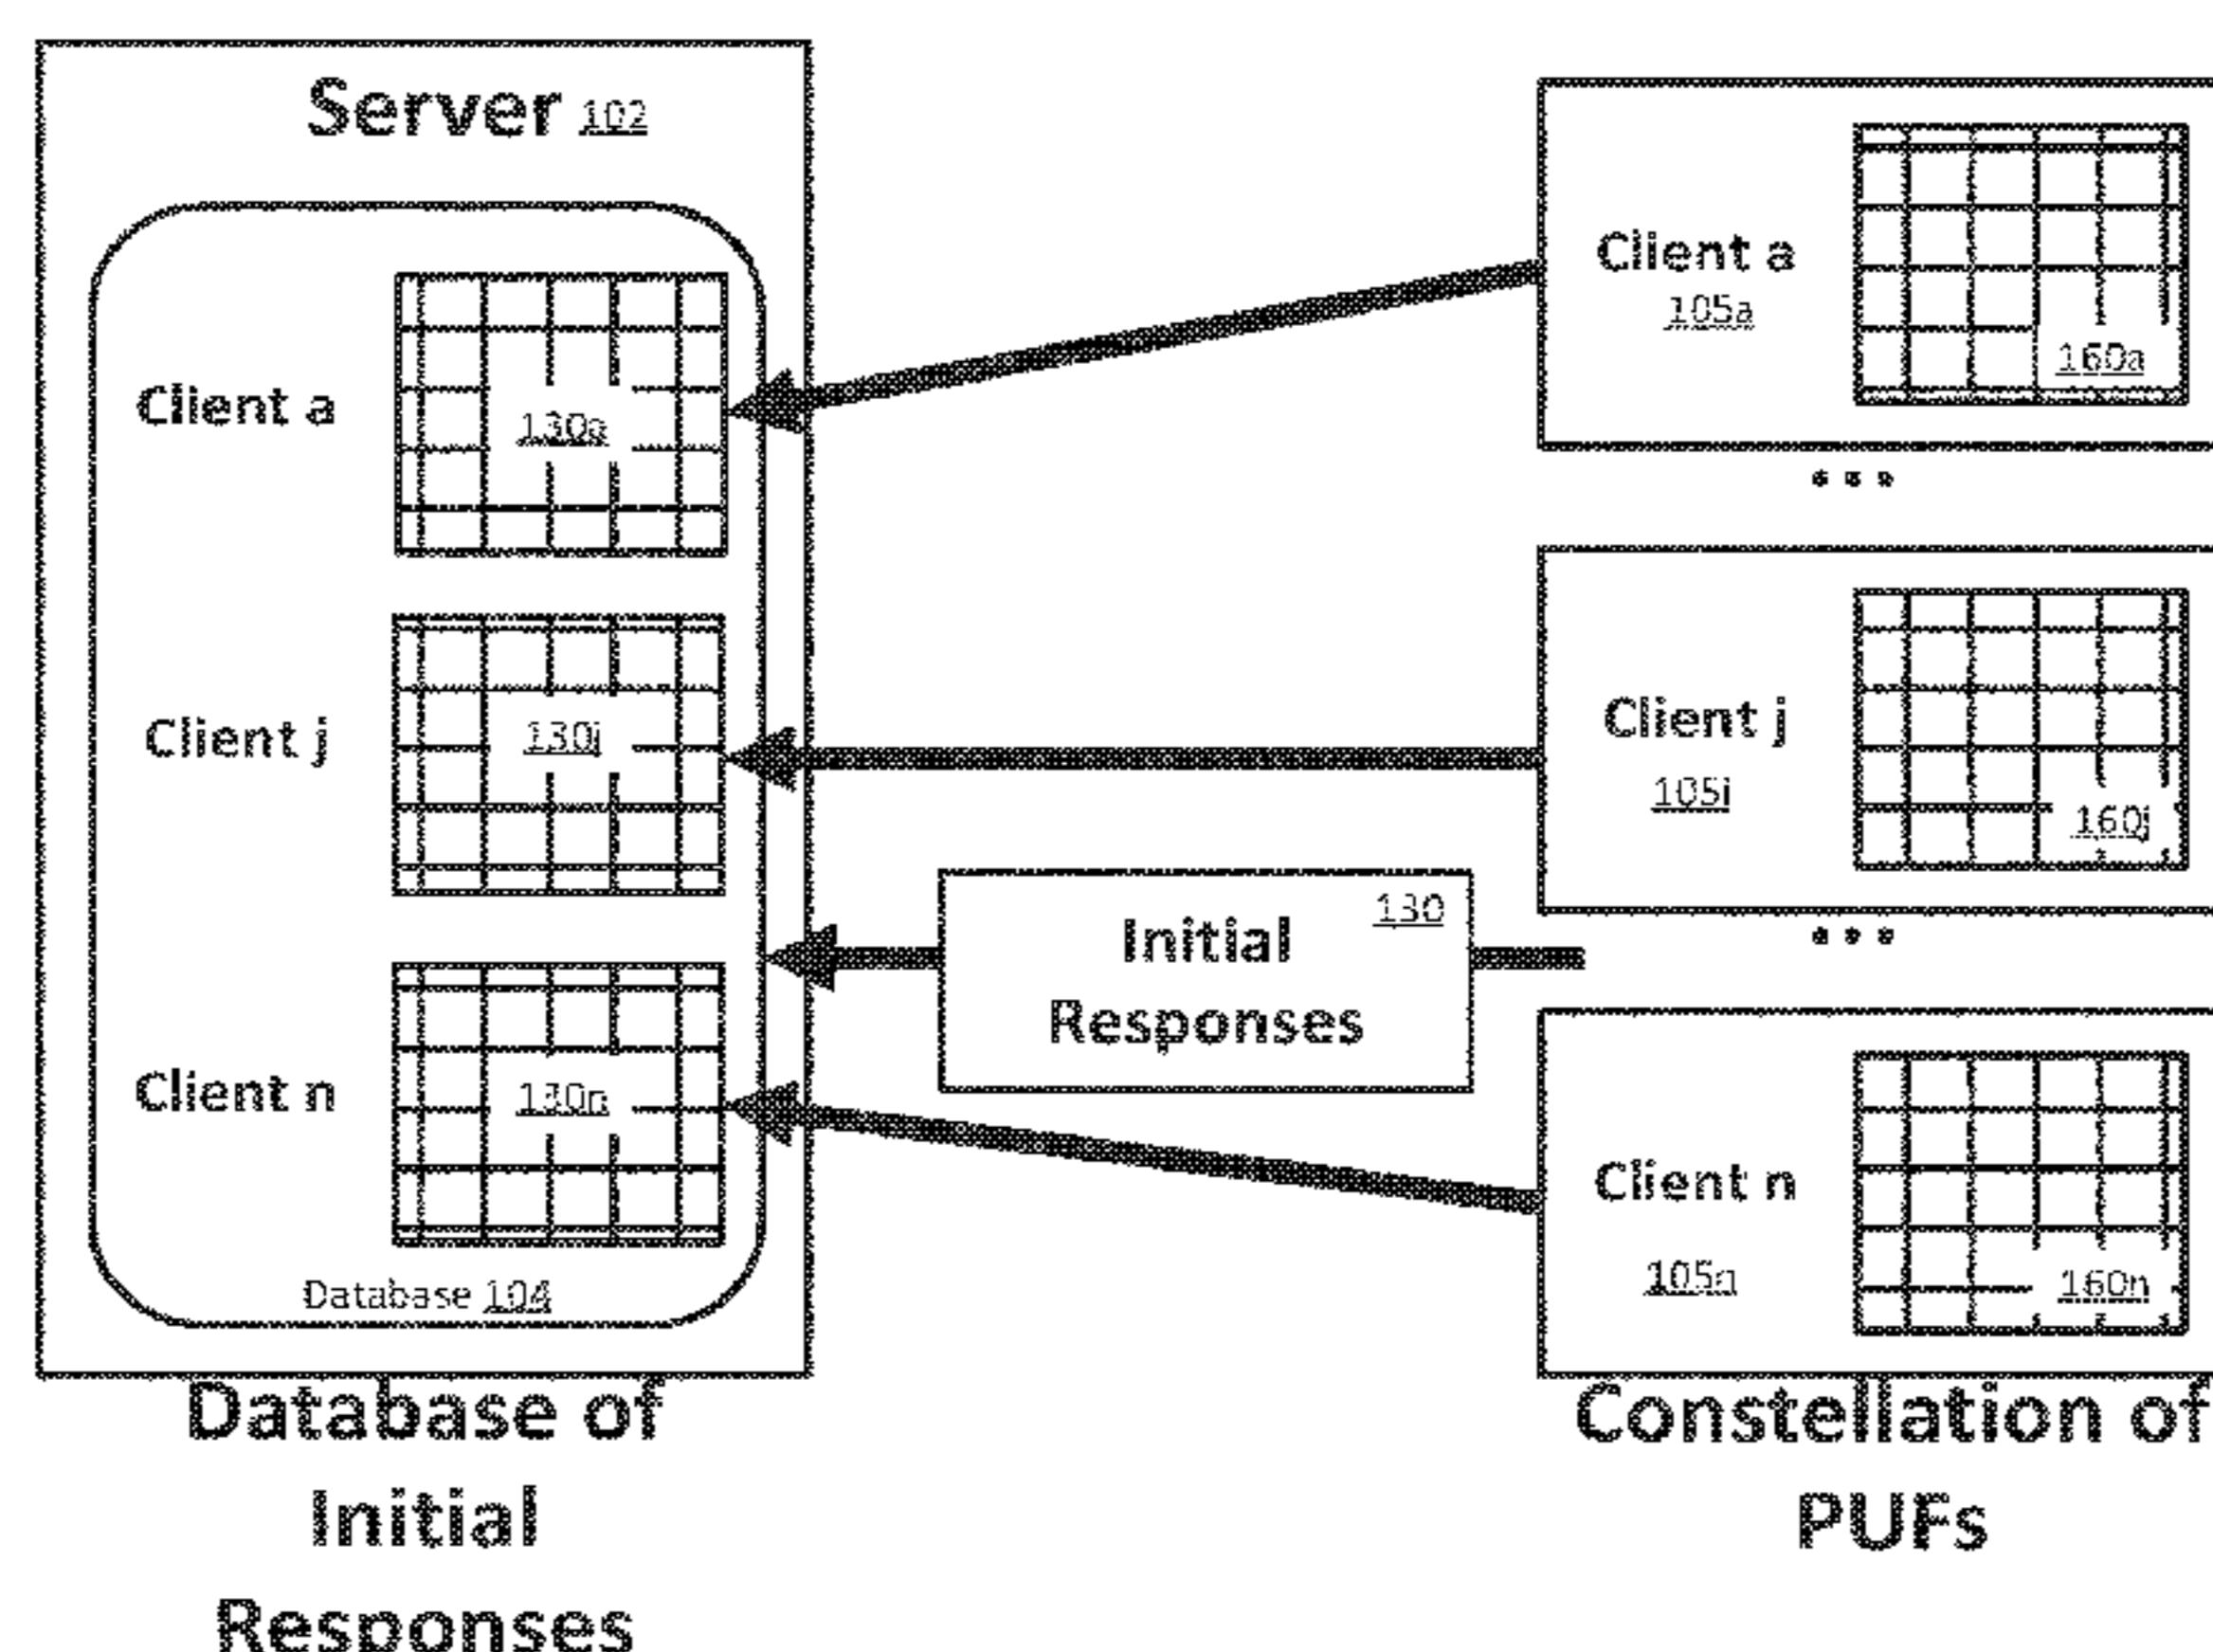 Server 102
Client a
130a
Client j
130j
Client n
130n
Database 104
Database of
Initial
Responses
130
Initial
Responses
Client a
105a
160a
...
Client j
105j
160j
...
Client n
105n
160n
Constellation of
PUFs